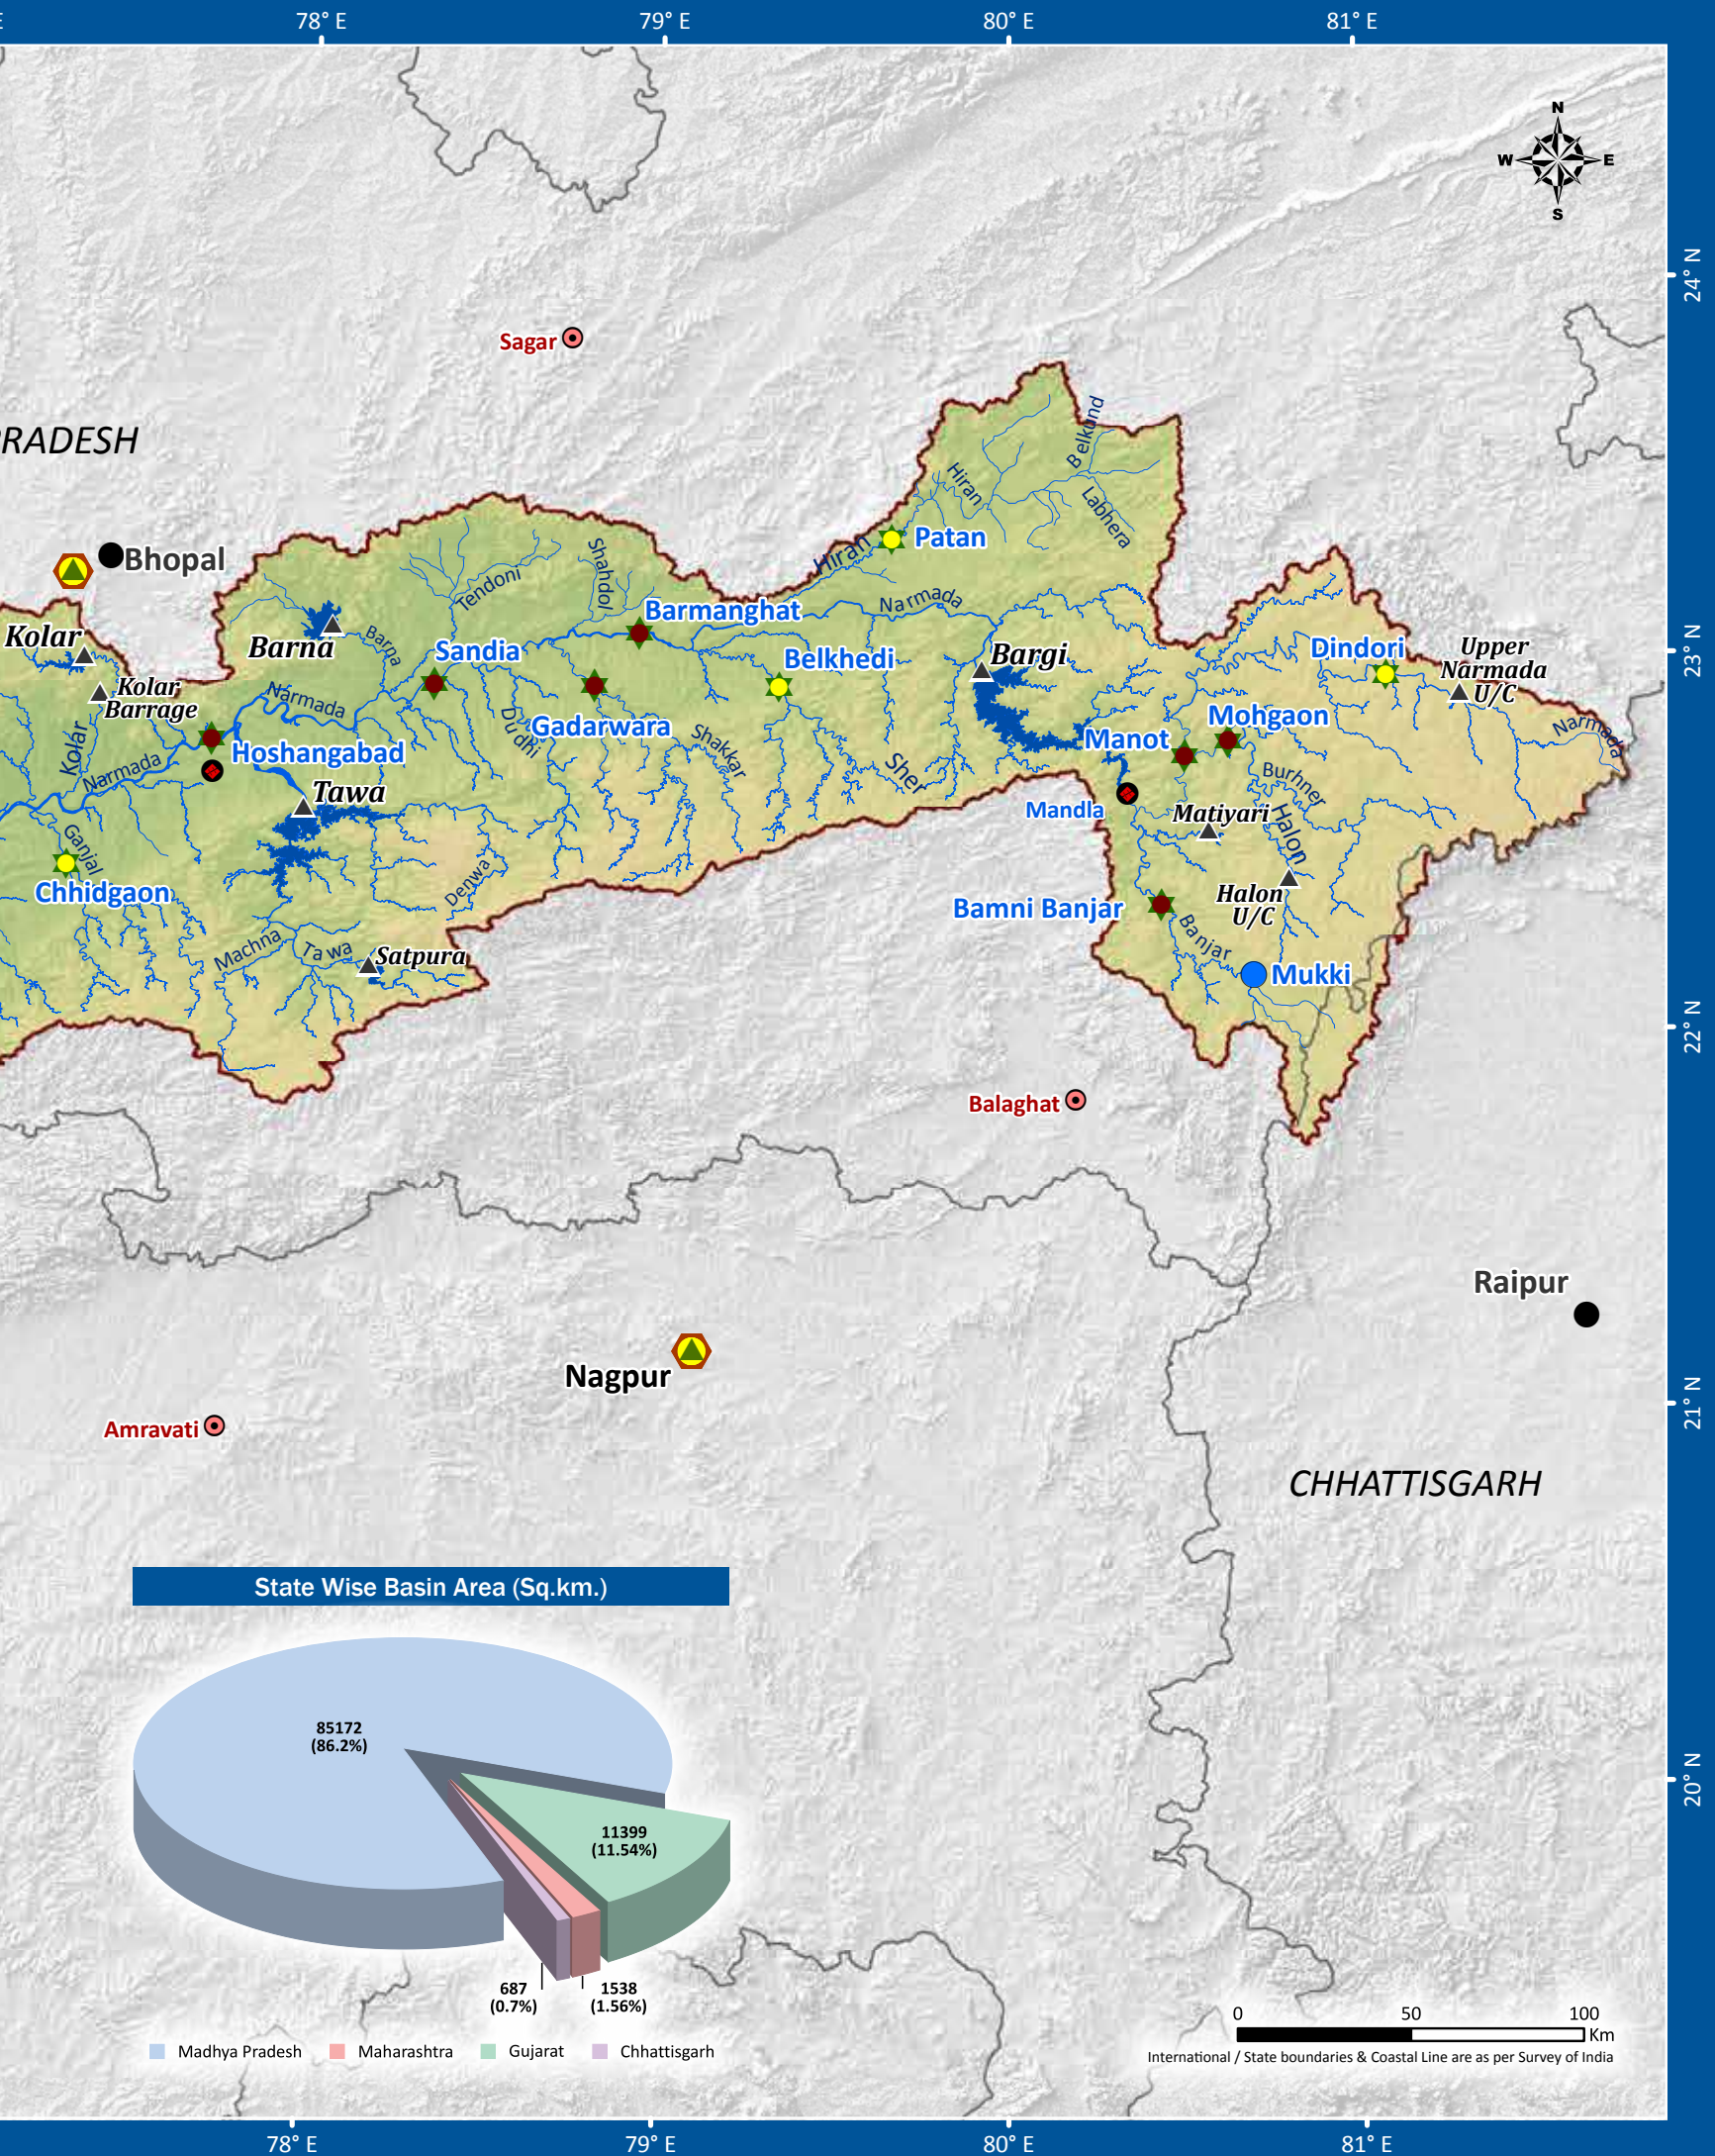 E
78° E
79° E
80° E
81° E
N
W
E
S
24° N
Sagar
RADESH
Belkund
Hiran
Labhera
Patan
Bhopal
Hiran
Shahdol
Tendoni
Narmada
Barmanghat
Kolar
Barna
Barna
Sandia
Belkhedi
Bargi
Dindori
Upper
Narmada
U/C
23° N
Kolar
Barrage
Narmada
Dudhi
Gadarwara
Shakkar
Mohgaon
Manot
Narmada
Kolar
Hoshangabad
Narmada
Sher
Burhner
Tawa
Mandla
Matiyari
Halon
Ganjal
Chhidgaon
Denwa
Halon
U/C
Bamni Banjar
Banjar
Machna
Tawa
Satpura
Mukki
22° N
Balaghat
Raipur
Nagpur
Amravati
21° N
CHHATTISGARH
State Wise Basin Area (Sq.km.)
85172
(86.2%)
20° N
11399
(11.54%)
687
(0.7%)
1538
(1.56%)
Madhya Pradesh
Maharashtra
Gujarat
Chhattisgarh
0 50 100
Km
International / State boundaries & Coastal Line are as per Survey of India
78° E
79° E
80° E
81° E